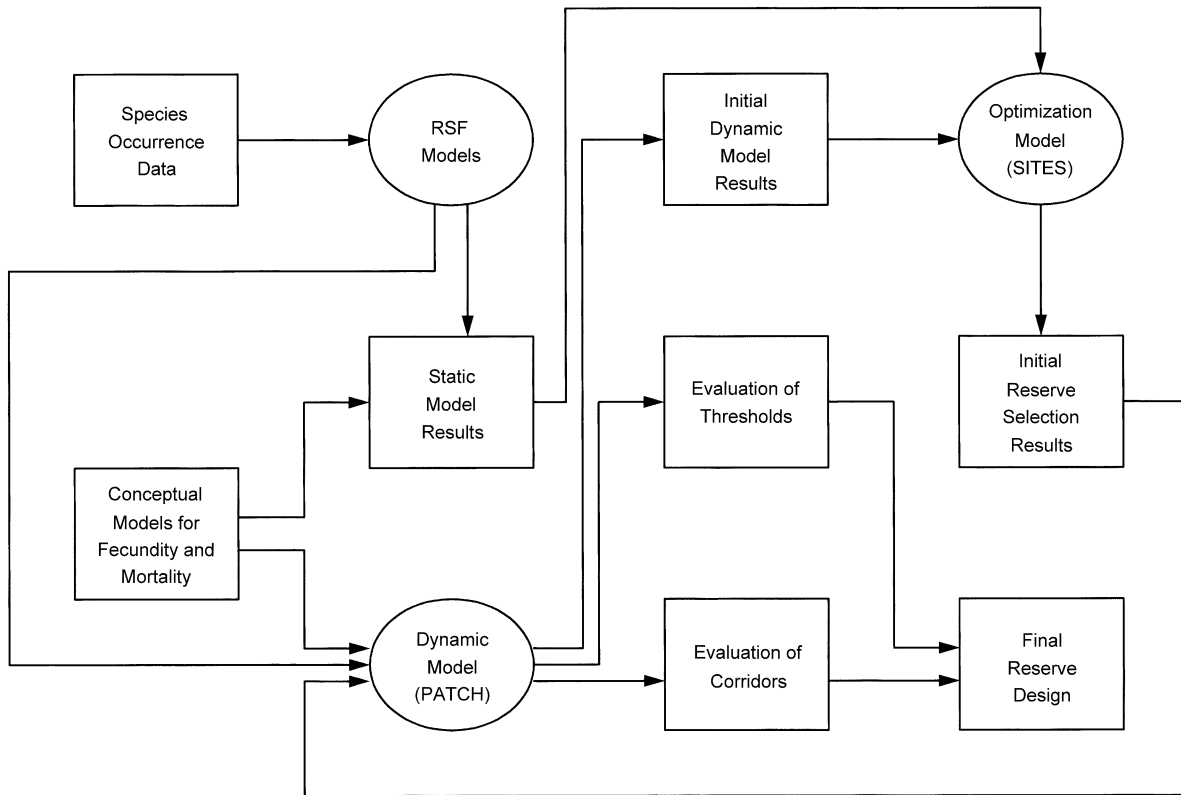 Species
Occurrence
Data
RSF
Models
Initial
Dynamic
Model
Results
Optimization
Model
(SITES)
Static
Model
Results
Evaluation of
Thresholds
Initial
Reserve
Selection
Results
Conceptual
Models for
Fecundity and
Mortality
Dynamic
Model
(PATCH)
Evaluation of
Corridors
Final
Reserve
Design